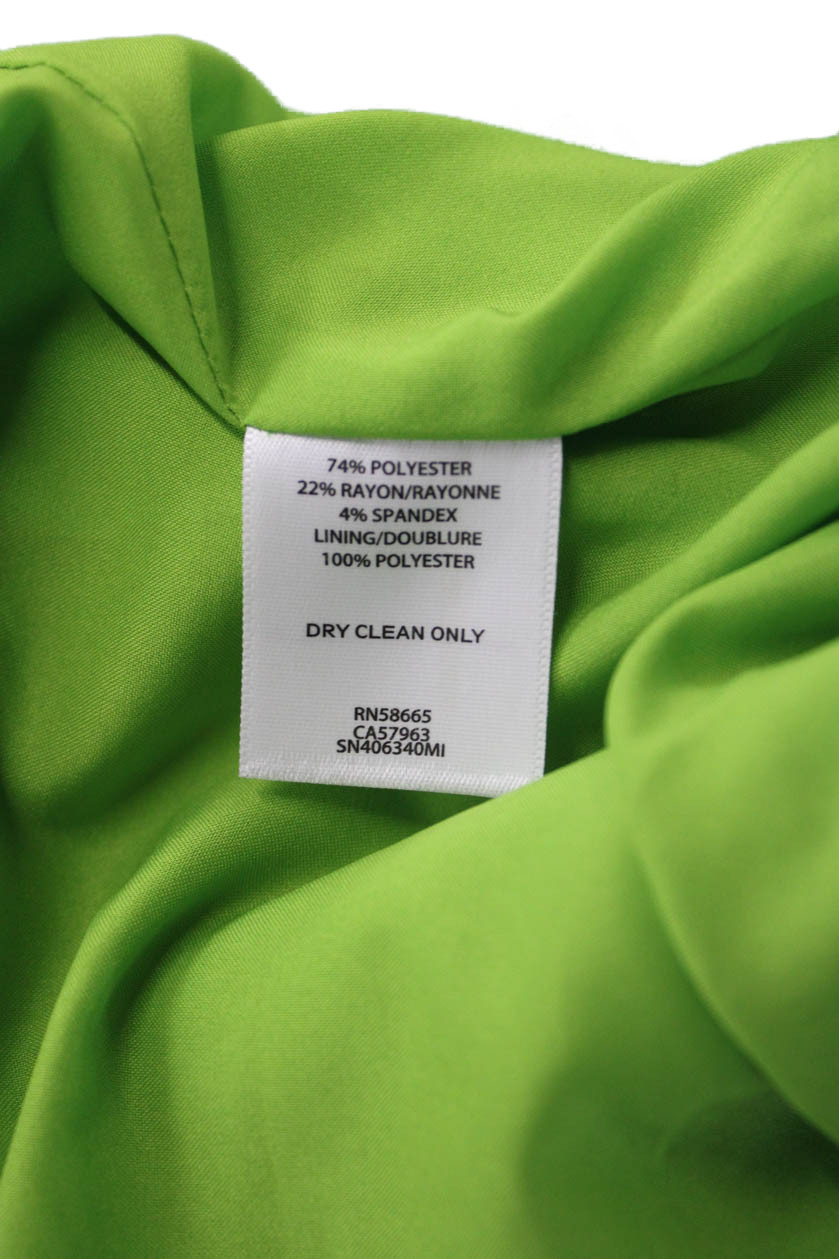 74% POLYESTER
22% RAYON/RAYONNE
4% SPANDEX
LINING/DOUBLURE
100% POLYESTER
DRY CLEAN ONLY
RN58665
CA57963
SN406340MI